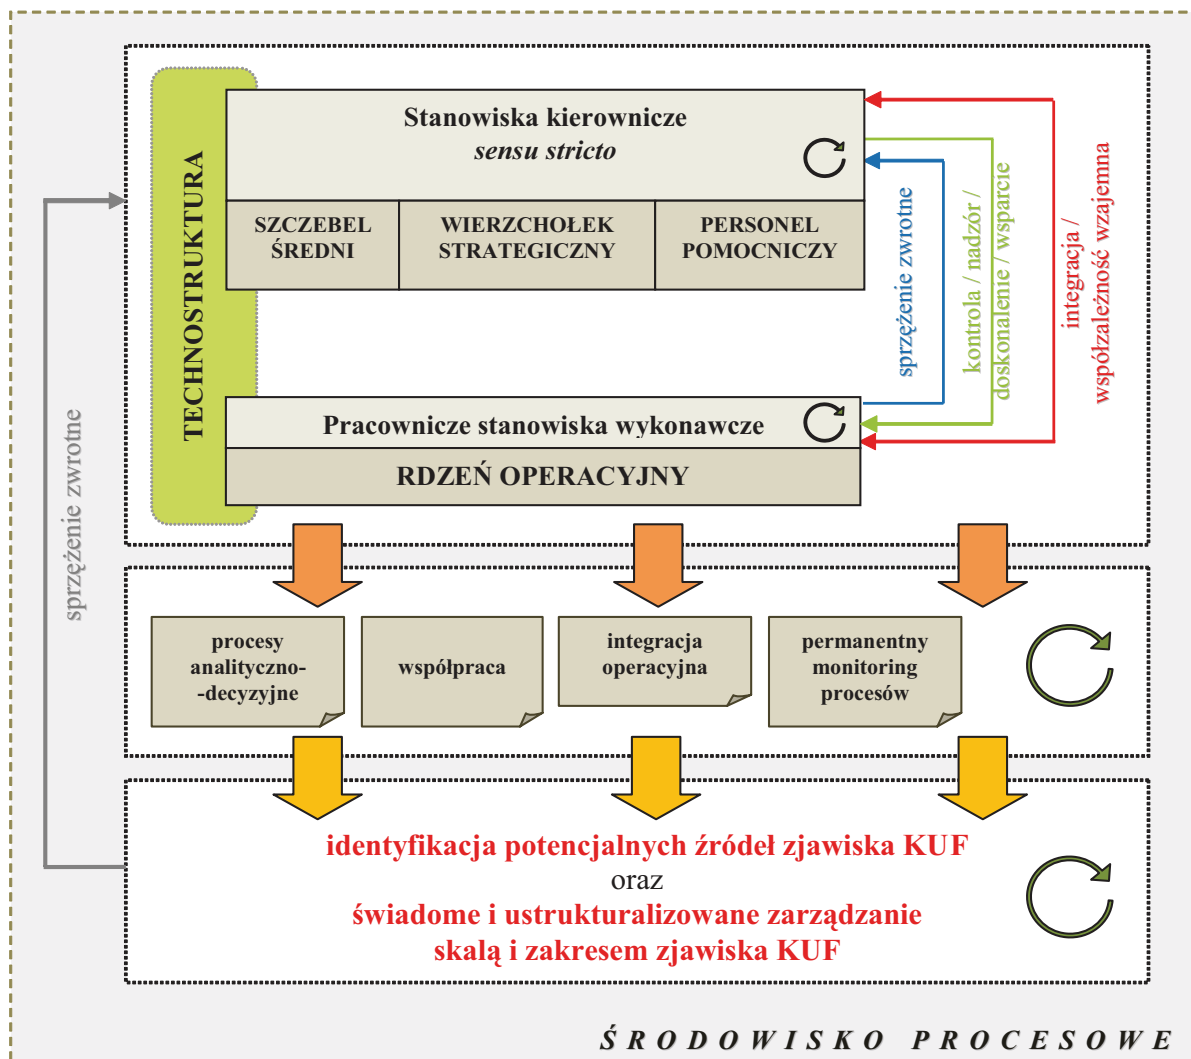 TECHNOSTRUKTURA
Stanowiska kierownicze
sensu stricto
SZCZEBEL
ŚREDNI
WIERZCHOŁEK
STRATEGICZNY
PERSONEL
POMOCNICZY
sprzężenie zwrotne
kontrola / nadzór /
doskonalenie / wsparcie
integracja /
współzależność wzajemna
Pracownicze stanowiska wykonawcze
RDZEŃ OPERACYJNY
sprzężenie zwrotne
procesy
analityczno-
-decyzyjne
współpraca
integracja
operacyjna
permanentny
monitoring
procesów
identyfikacja potencjalnych źródeł zjawiska KUF
oraz
świadome i ustrukturalizowane zarządzanie
skalą i zakresem zjawiska KUF
ŚRODOWISKO PROCESOWE